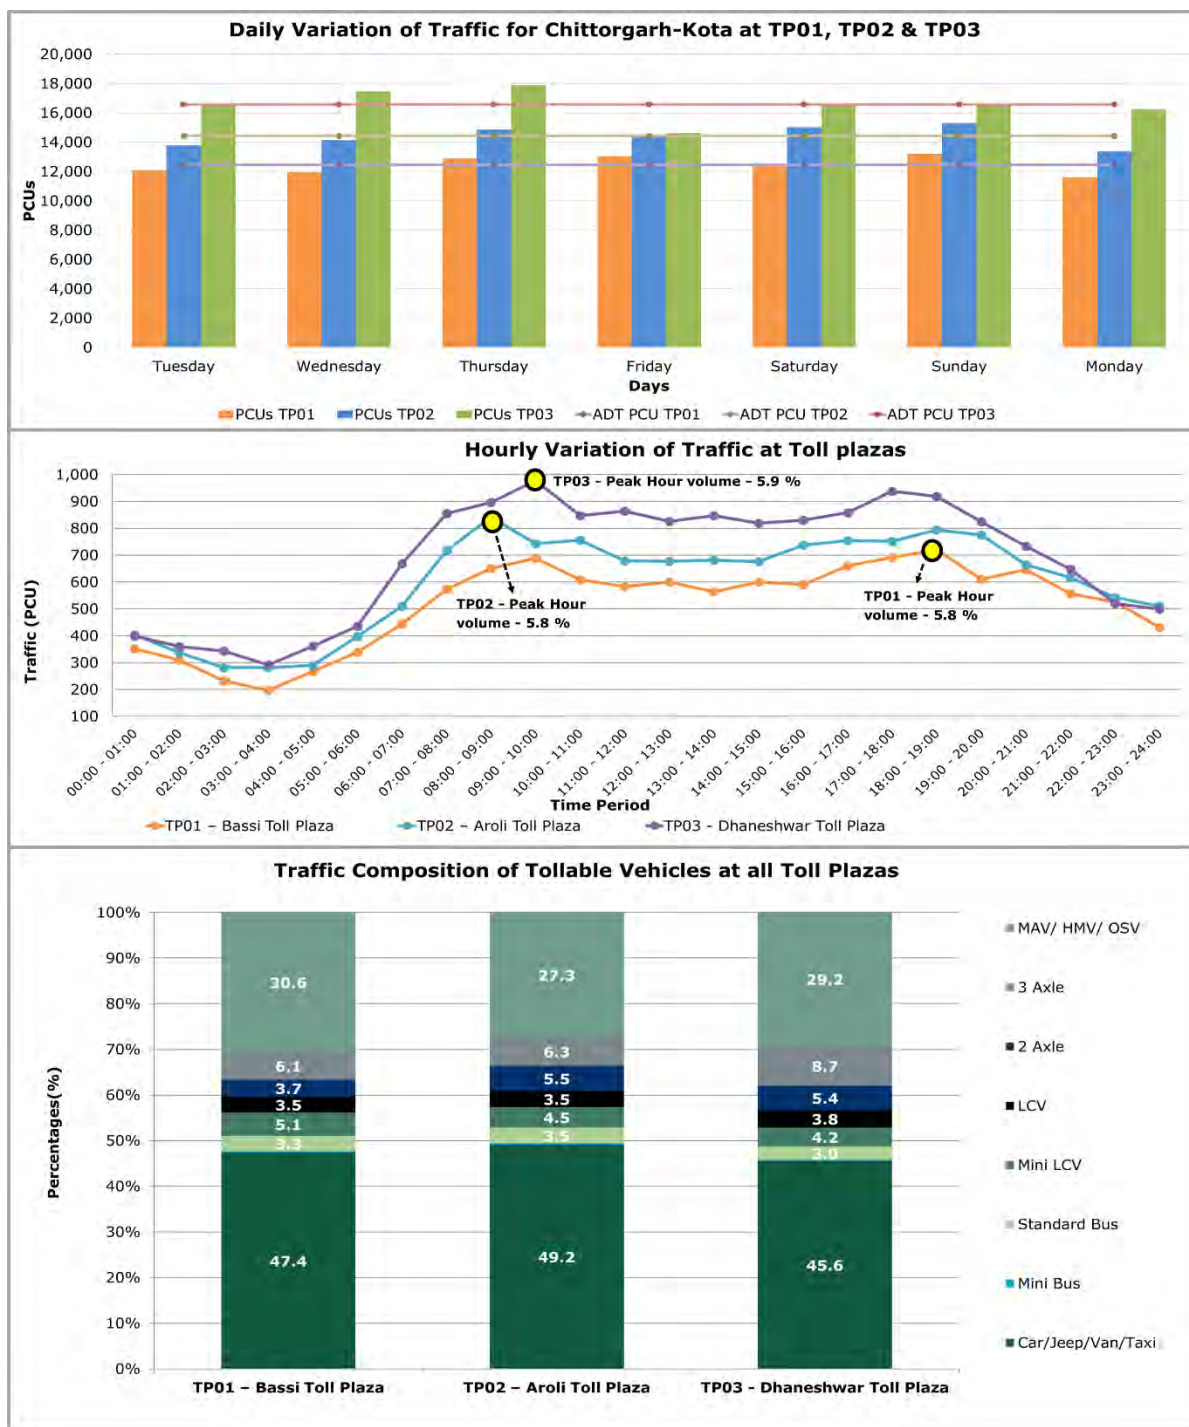 Daily Variation of Traffic for Chittorgarh-Kota at TP01, TP02 & TP03
20,000
18,000
16,000
14,000
12,000
10,000
8,000
6,000
4,000
2,000
0
PCUs
Tuesday Wednesday Thursday Friday Saturday Sunday Monday
Days
PCUs TP01 PCUs TP02 PCUs TP03 ADT PCU TP01 ADT PCU TP02 ADT PCU TP03
Hourly Variation of Traffic at Toll plazas
1,000
900
800
700
600
500
400
300
200
100
Traffic (PCU)
TP03 - Peak Hour volume - 5.9 %
TP02 - Peak Hour
volume - 5.8 %
TP01 - Peak Hour
volume - 5.8 %
00:00 - 01:00
01:00 - 02:00
02:00 - 03:00
03:00 - 04:00
04:00 - 05:00
05:00 - 06:00
06:00 - 07:00
07:00 - 08:00
08:00 - 09:00
09:00 - 10:00
10:00 - 11:00
11:00 - 12:00
12:00 - 13:00
13:00 - 14:00
14:00 - 15:00
15:00 - 16:00
16:00 - 17:00
17:00 - 18:00
18:00 - 19:00
19:00 - 20:00
20:00 - 21:00
21:00 - 22:00
22:00 - 23:00
23:00 - 24:00
Time Period
TP01 – Bassi Toll Plaza TP02 – Aroli Toll Plaza TP03 - Dhaneshwar Toll Plaza
Traffic Composition of Tollable Vehicles at all Toll Plazas
100%
90%
80%
70%
60%
50%
40%
30%
20%
10%
0%
Percentages(%)
30.6
6.1
3.7
3.5
5.1
3.3
47.4
27.3
6.3
5.5
3.5
4.5
3.5
49.2
29.2
8.7
5.4
3.8
4.2
3.0
45.6
MAV/ HMV/ OSV
3 Axle
2 Axle
LCV
Mini LCV
Standard Bus
Mini Bus
Car/Jeep/Van/Taxi
TP01 – Bassi Toll Plaza TP02 – Aroli Toll Plaza TP03 - Dhaneshwar Toll Plaza